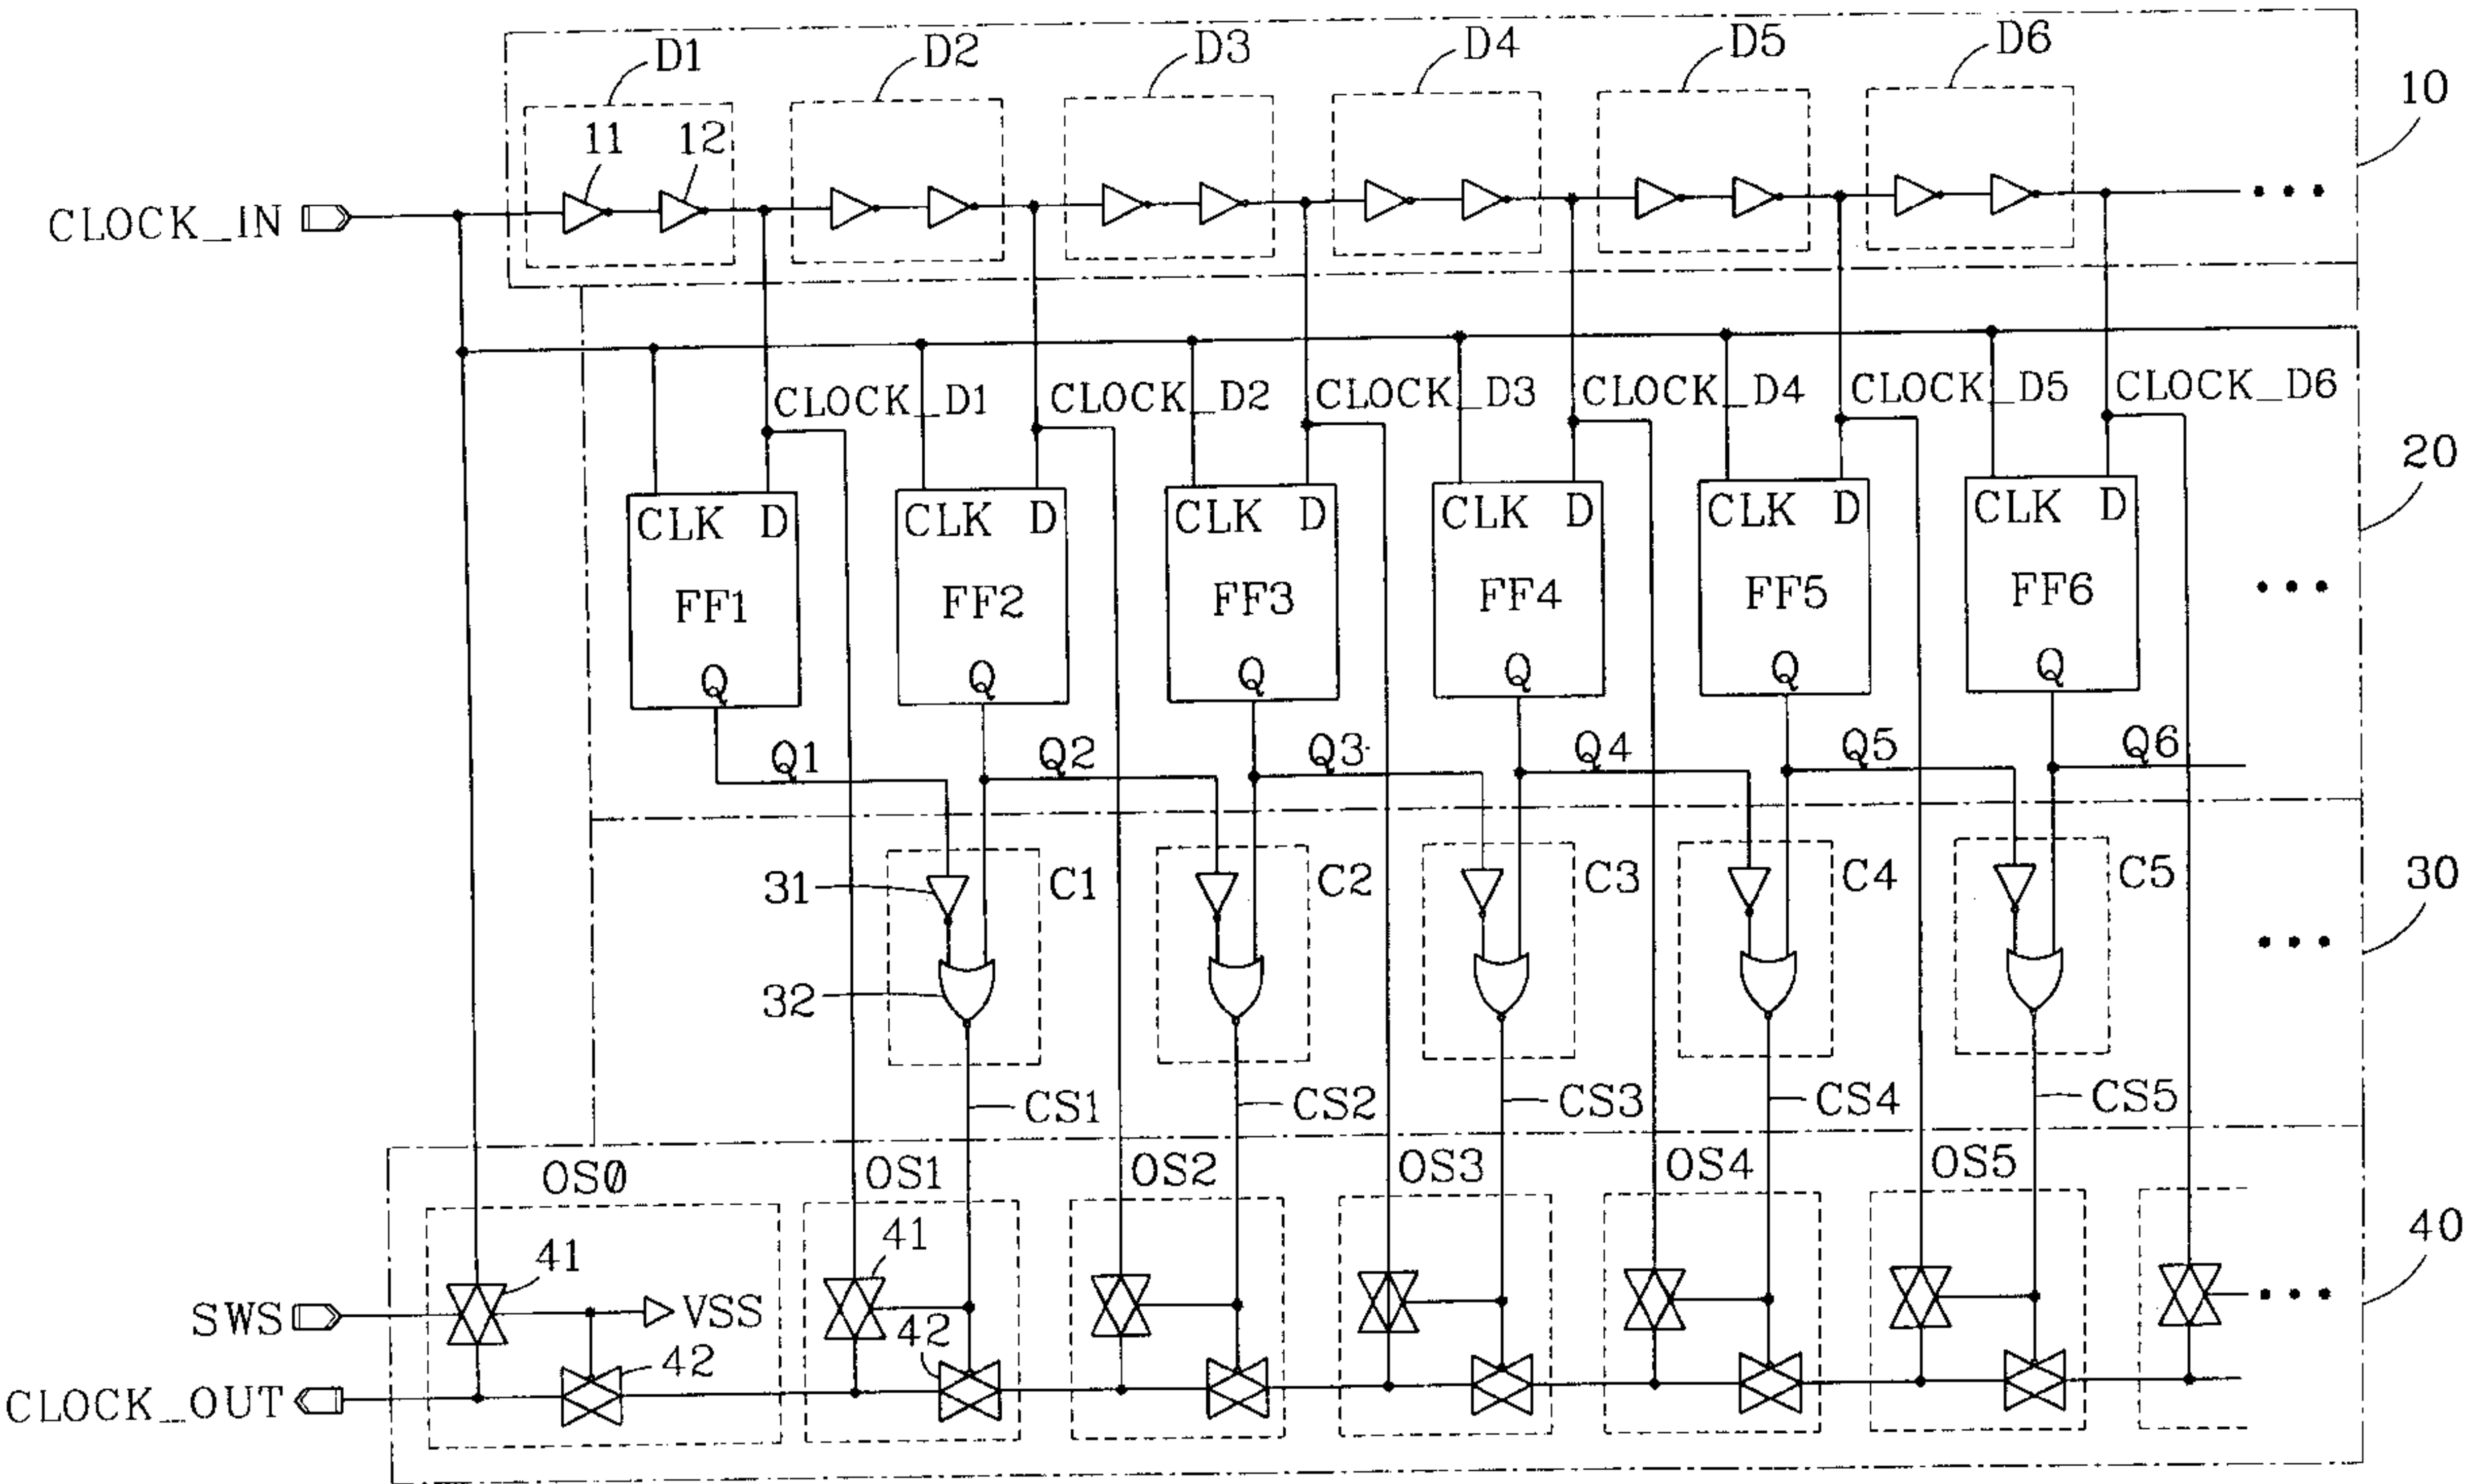 D1 D2 D3 D4 D5 D6
10
11 12
CLOCK_IN
CLOCK_D1 CLOCK_D2 CLOCK_D3 CLOCK_D4 CLOCK_D5 CLOCK_D6
20
CLK D CLK D CLK D CLK D CLK D CLK D
FF1 FF2 FF3 FF4 FF5 FF6
Q Q Q Q Q Q
Q1 Q2 Q3 Q4 Q5 Q6
31 C1 C2 C3 C4 C5 30
32
CS1 CS2 CS3 CS4 CS5
OS0 OS1 OS2 OS3 OS4 OS5
41 41 40
SWS VSS 42
42
CLOCK_OUT